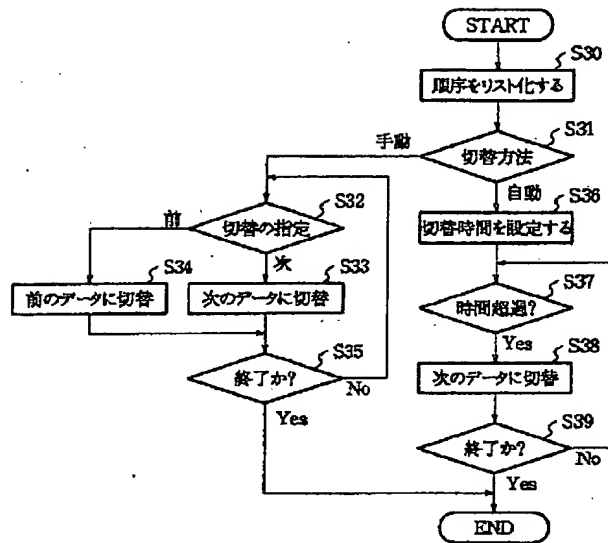 START
S30
順序をリスト化する
S31
手動
切替方法
自動
S36
S32
前
切替の指定
切替時間を設定する
次
S34
S33
S37
前のデータに切替
次のデータに切替
時間超過?
S35
Yes
S38
終了か?
No
次のデータに切替
Yes
S39
終了か?
No
Yes
END